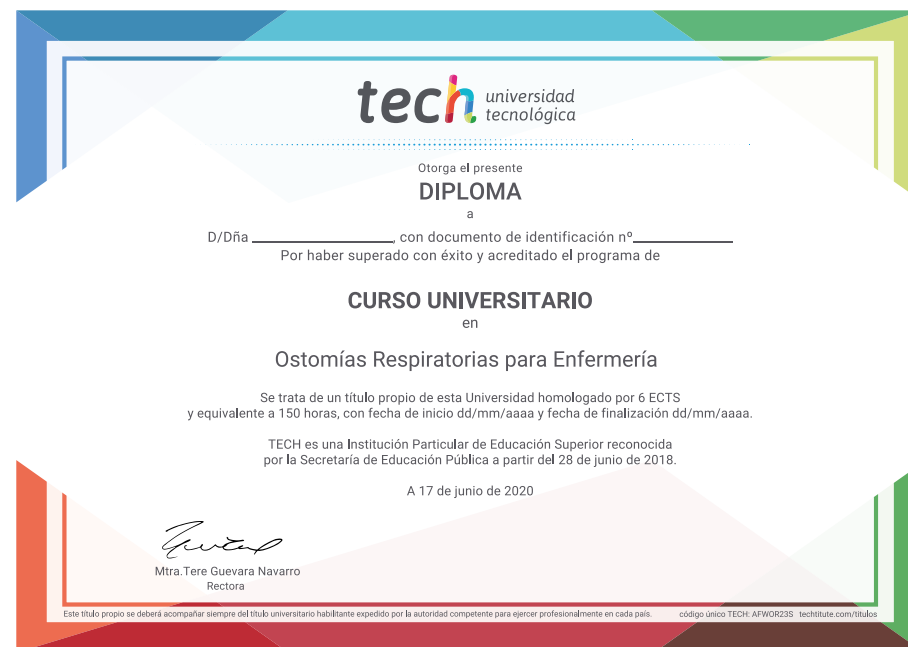 tech universidad
tecnológica
Otorga el presente
DIPLOMA
a
D/Dña ____________________, con documento de identificación nº______________
Por haber superado con éxito y acreditado el programa de
CURSO UNIVERSITARIO
en
Ostomías Respiratorias para Enfermería
Se trata de un título propio de esta Universidad homologado por 6 ECTS
y equivalente a 150 horas, con fecha de inicio dd/mm/aaaa y fecha de finalización dd/mm/aaaa.
TECH es una Institución Particular de Educación Superior reconocida
por la Secretaría de Educación Pública a partir del 28 de junio de 2018.
A 17 de junio de 2020
Mtra.Tere Guevara Navarro
Rectora
Este título propio se deberá acompañar siempre del título universitario habilitante expedido por la autoridad competente para ejercer profesionalmente en cada país. código único TECH: AFWOR23S techtitute.com/títulos